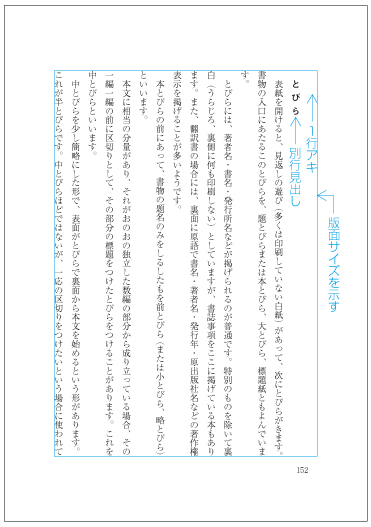 とびら
表紙を開けると、見返しの遊び（多くは印刷していない白紙）があって、次にとびらがきます。
書物の入口にあたるこのとびらを、題とびらまたは本とびら、大とびら、標題紙ともよんでいま
す。
とびらには、著者名・書名・発行所名などが掲げられるのが普通です。特別のものを除いて裏
白（うらじろ、裏側に何も印刷しない）としていますが、書誌事項をここに掲げている本もあり
ます。また、翻訳書の場合には、裏面に原語で書名・著者名・発行年・原出版社名などの著作権
表示を掲げることが多いようです。
本とびらの前にあって、書物の題名のみをしるしたものを前とびら（または小とびら、略とびら）
といいます。
本文に相当の分量があり、それがおのおの独立した数編の部分から成り立っている場合、その
一編一編の前に区切りとして、その部分の標題をつけたとびらをつけることがあります。これを
中とびらといいます。
中とびらを少し簡略にした形で、表面がとびらで裏面から本文を始めるという形があります。
これが半とびらです。中とびらほどではないが、一応の区切りをつけたいという場合に使われて
1行アキ
別行見出し
版面サイズを示す
152